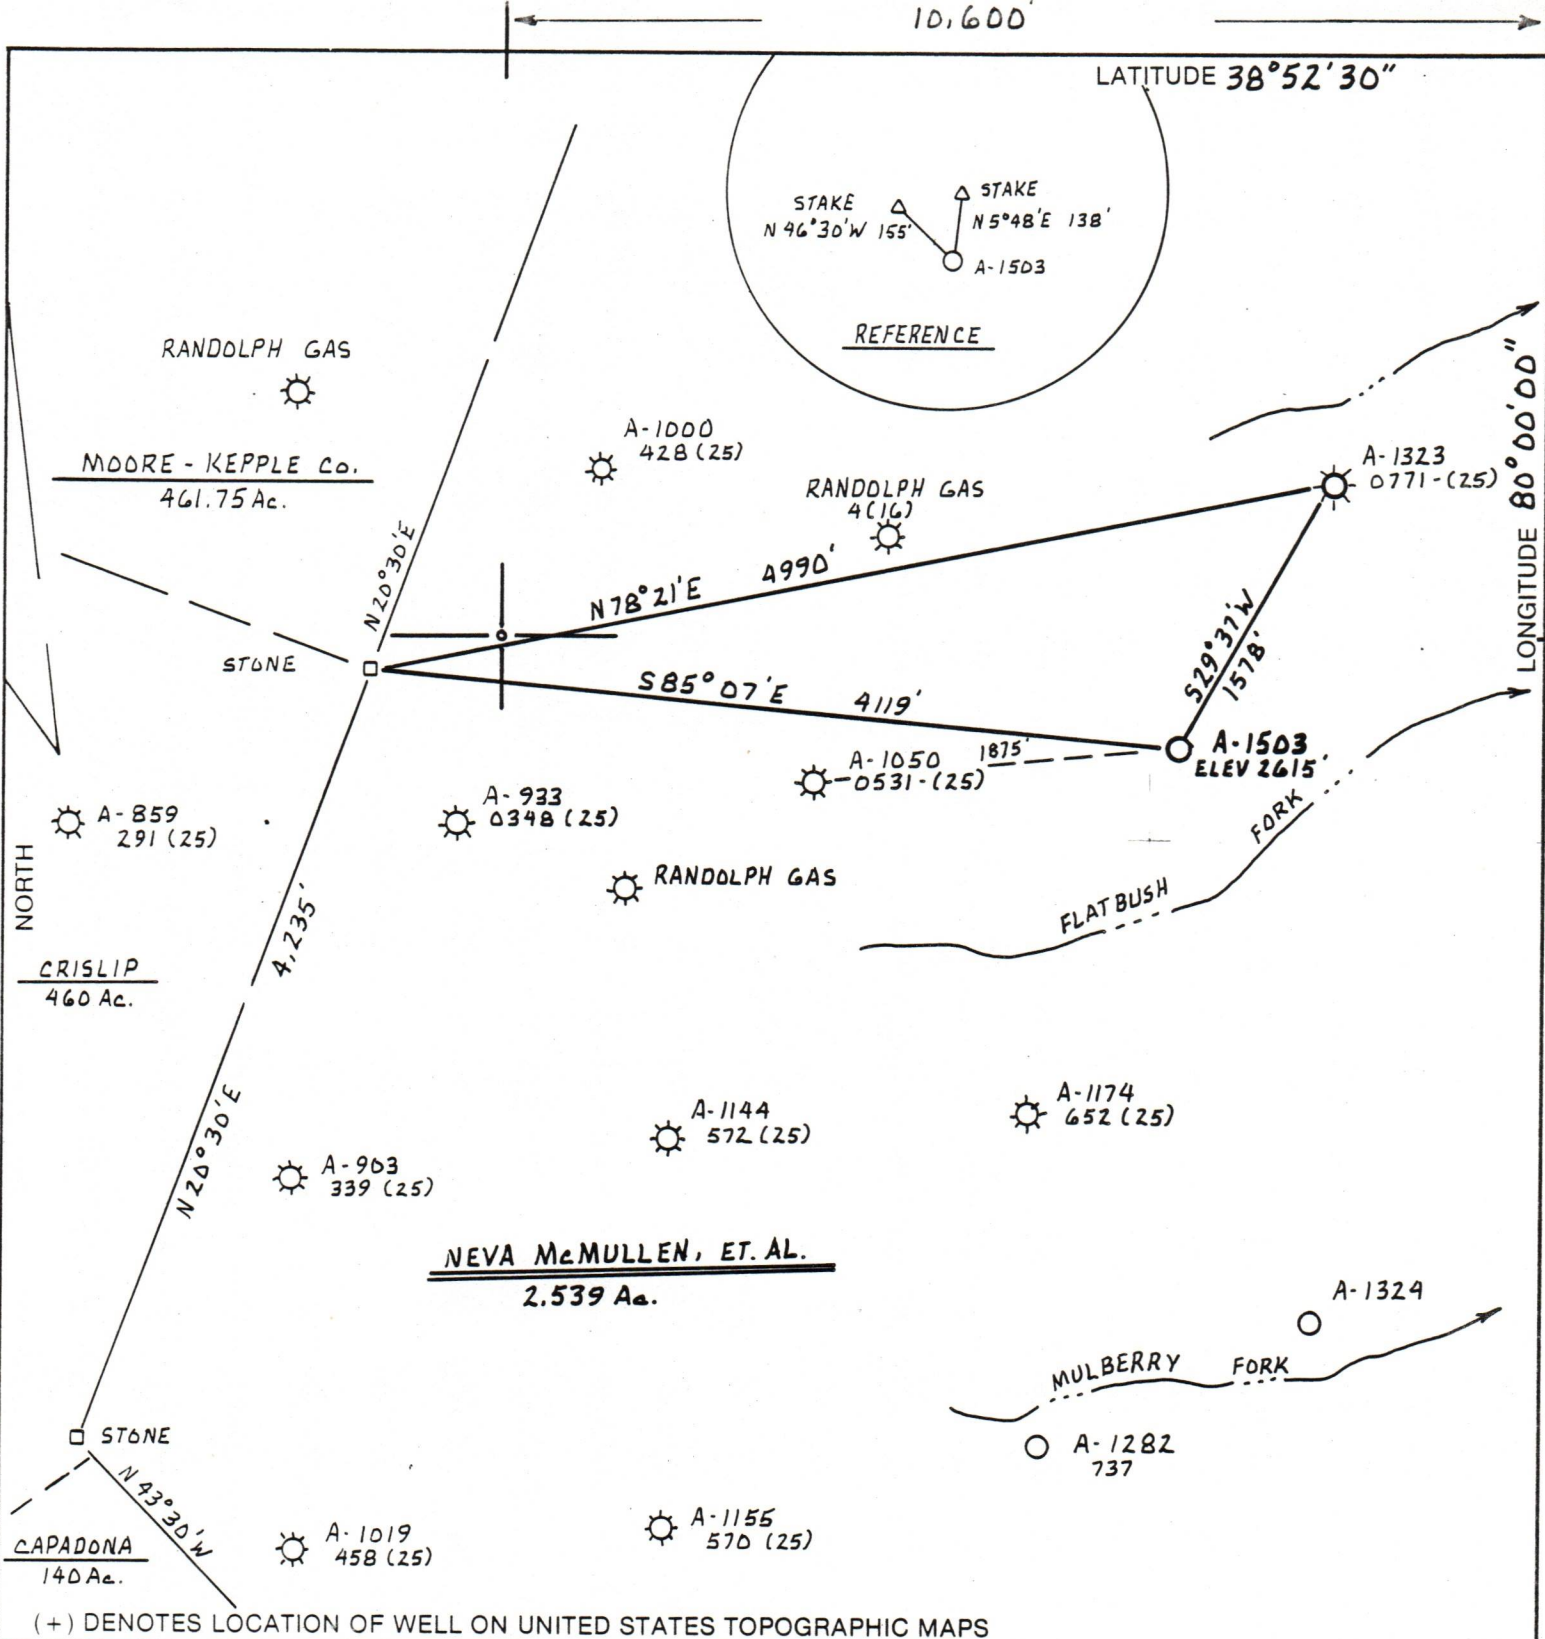 10,600'
LATITUDE 38°52'30"
STAKE
N 46°30'W 155'
STAKE
N 5°48'E 138'
A-1503
REFERENCE
RANDOLPH GAS
MOORE - KEPPLE Co.
461.75 Ac.
A-1000
428 (25)
RANDOLPH GAS
4(16)
A-1323
0771-(25)
LONGITUDE 80°00'00"
N20°30'E
N78°21'E 4990'
STONE
S85°07'E 4119'
S29°37'W
1578'
A-1503
ELEV 2615'
A-1050
0531-(25)
1875'
A-859
291 (25)
A-933
0348 (25)
RANDOLPH GAS
NORTH
FLATBUSH FORK
4,235'
CRISLIP
460 Ac.
N20°30'E
A-1144
572 (25)
A-1174
652 (25)
A-903
339 (25)
NEVA McMULLEN, ET. AL.
2,539 Ac.
A-1324
MULBERRY FORK
STONE
A-1282
737
N43°30'W
CAPADONA
140 Ac.
A-1019
458 (25)
A-1155
570 (25)
(+) DENOTES LOCATION OF WELL ON UNITED STATES TOPOGRAPHIC MAPS